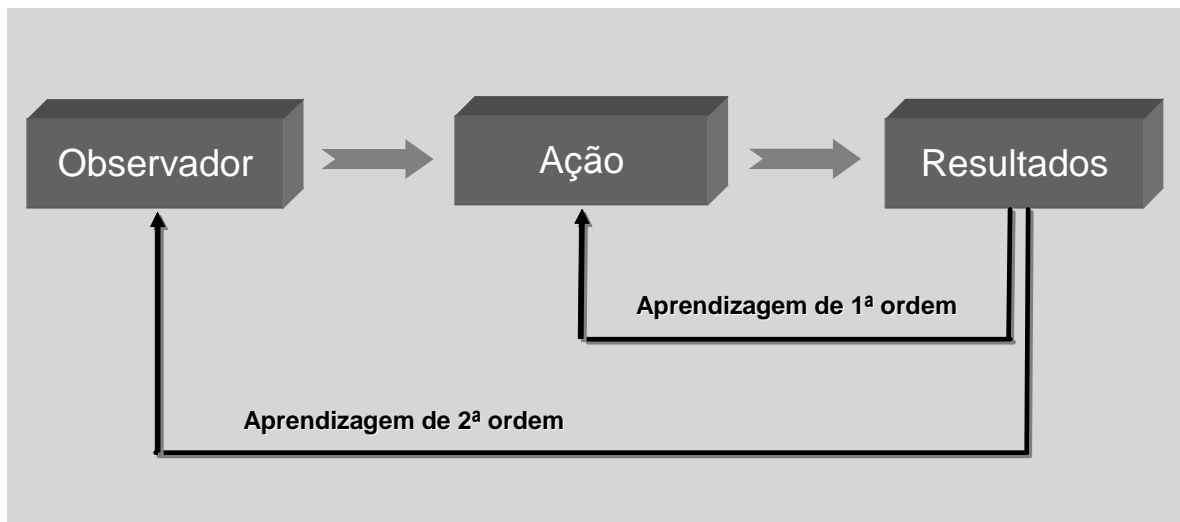 Observador
Ação
Resultados
Aprendizagem de 1ª ordem
Aprendizagem de 2ª ordem